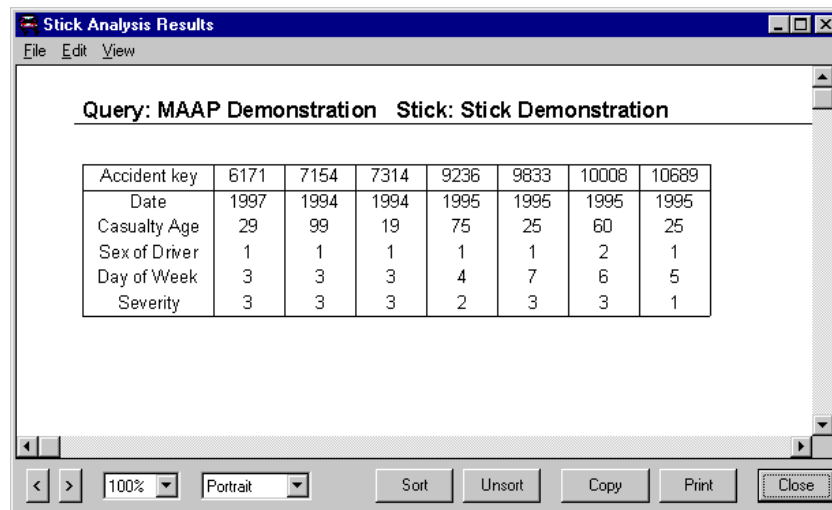 Stick Analysis Results
File Edit View
Query: MAAP Demonstration Stick: Stick Demonstration
Accident key 6171 7154 7314 9236 9833 10008 10689
Date 1997 1994 1994 1995 1995 1995 1995
Casualty Age 29 99 19 75 25 60 25
Sex of Driver 1 1 1 1 1 2 1
Day of Week 3 3 3 4 7 6 5
Severity 3 3 3 2 3 3 1
< > 100% Portrait Sort Unsort Copy Print Close